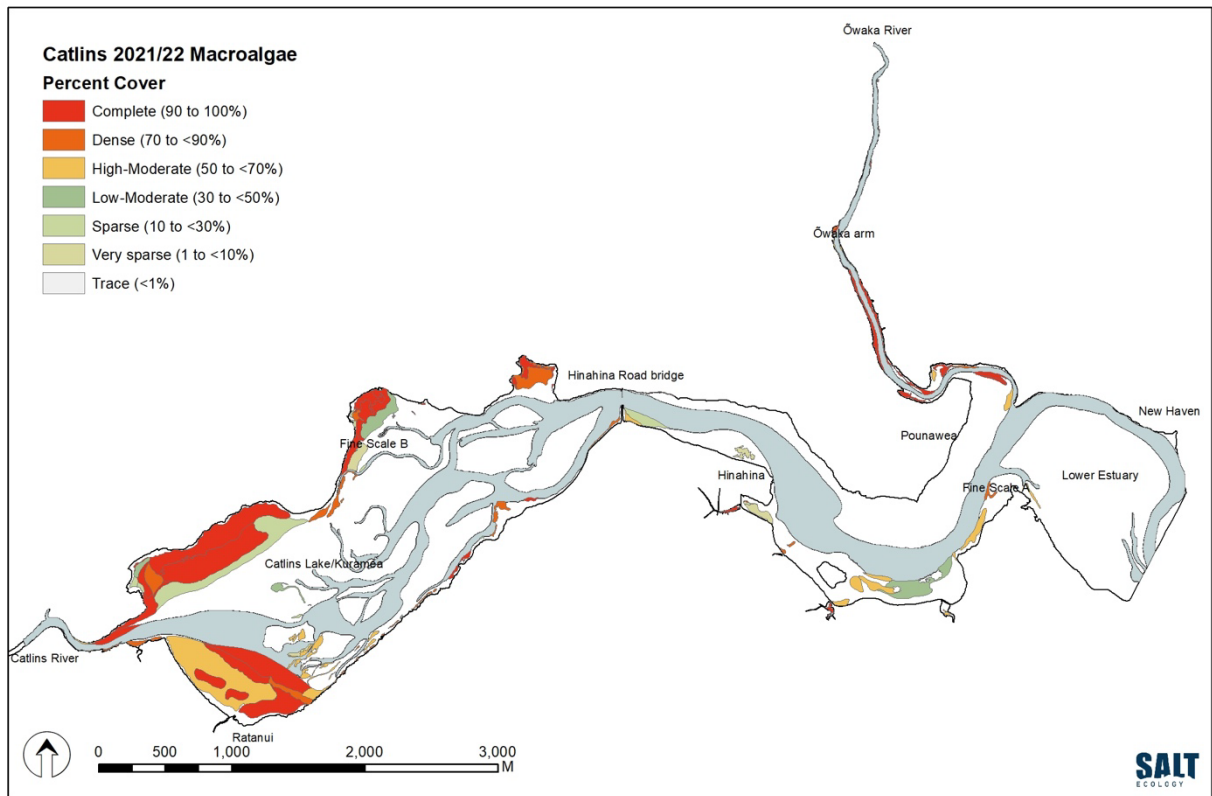 Catlins 2021/22 Macroalgae
Percent Cover
Complete (90 to 100%)
Dense (70 to <90%)
High-Moderate (50 to <70%)
Low-Moderate (30 to <50%)
Sparse (10 to <30%)
Very sparse (1 to <10%)
Trace (<1%)
Ōwaka River
Ōwaka arm
Hinahina Road bridge
New Haven
Pounawea
Fine Scale B
Hinahina
Fine Scale A
Lower Estuary
Catlins Lake/Kuramea
Catlins River
Ratanui
0 500 1,000 2,000 3,000
M
SALT
ECOLOGY